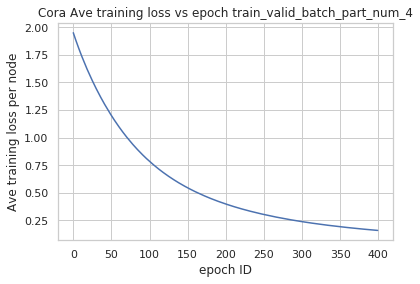 Cora Ave training loss vs epoch train_valid_batch_part_num_4
2.00
1.75
1.50
1.25
1.00
0.75
0.50
0.25
Ave training loss per node
0 50 100 150 200 250 300 350 400
epoch ID